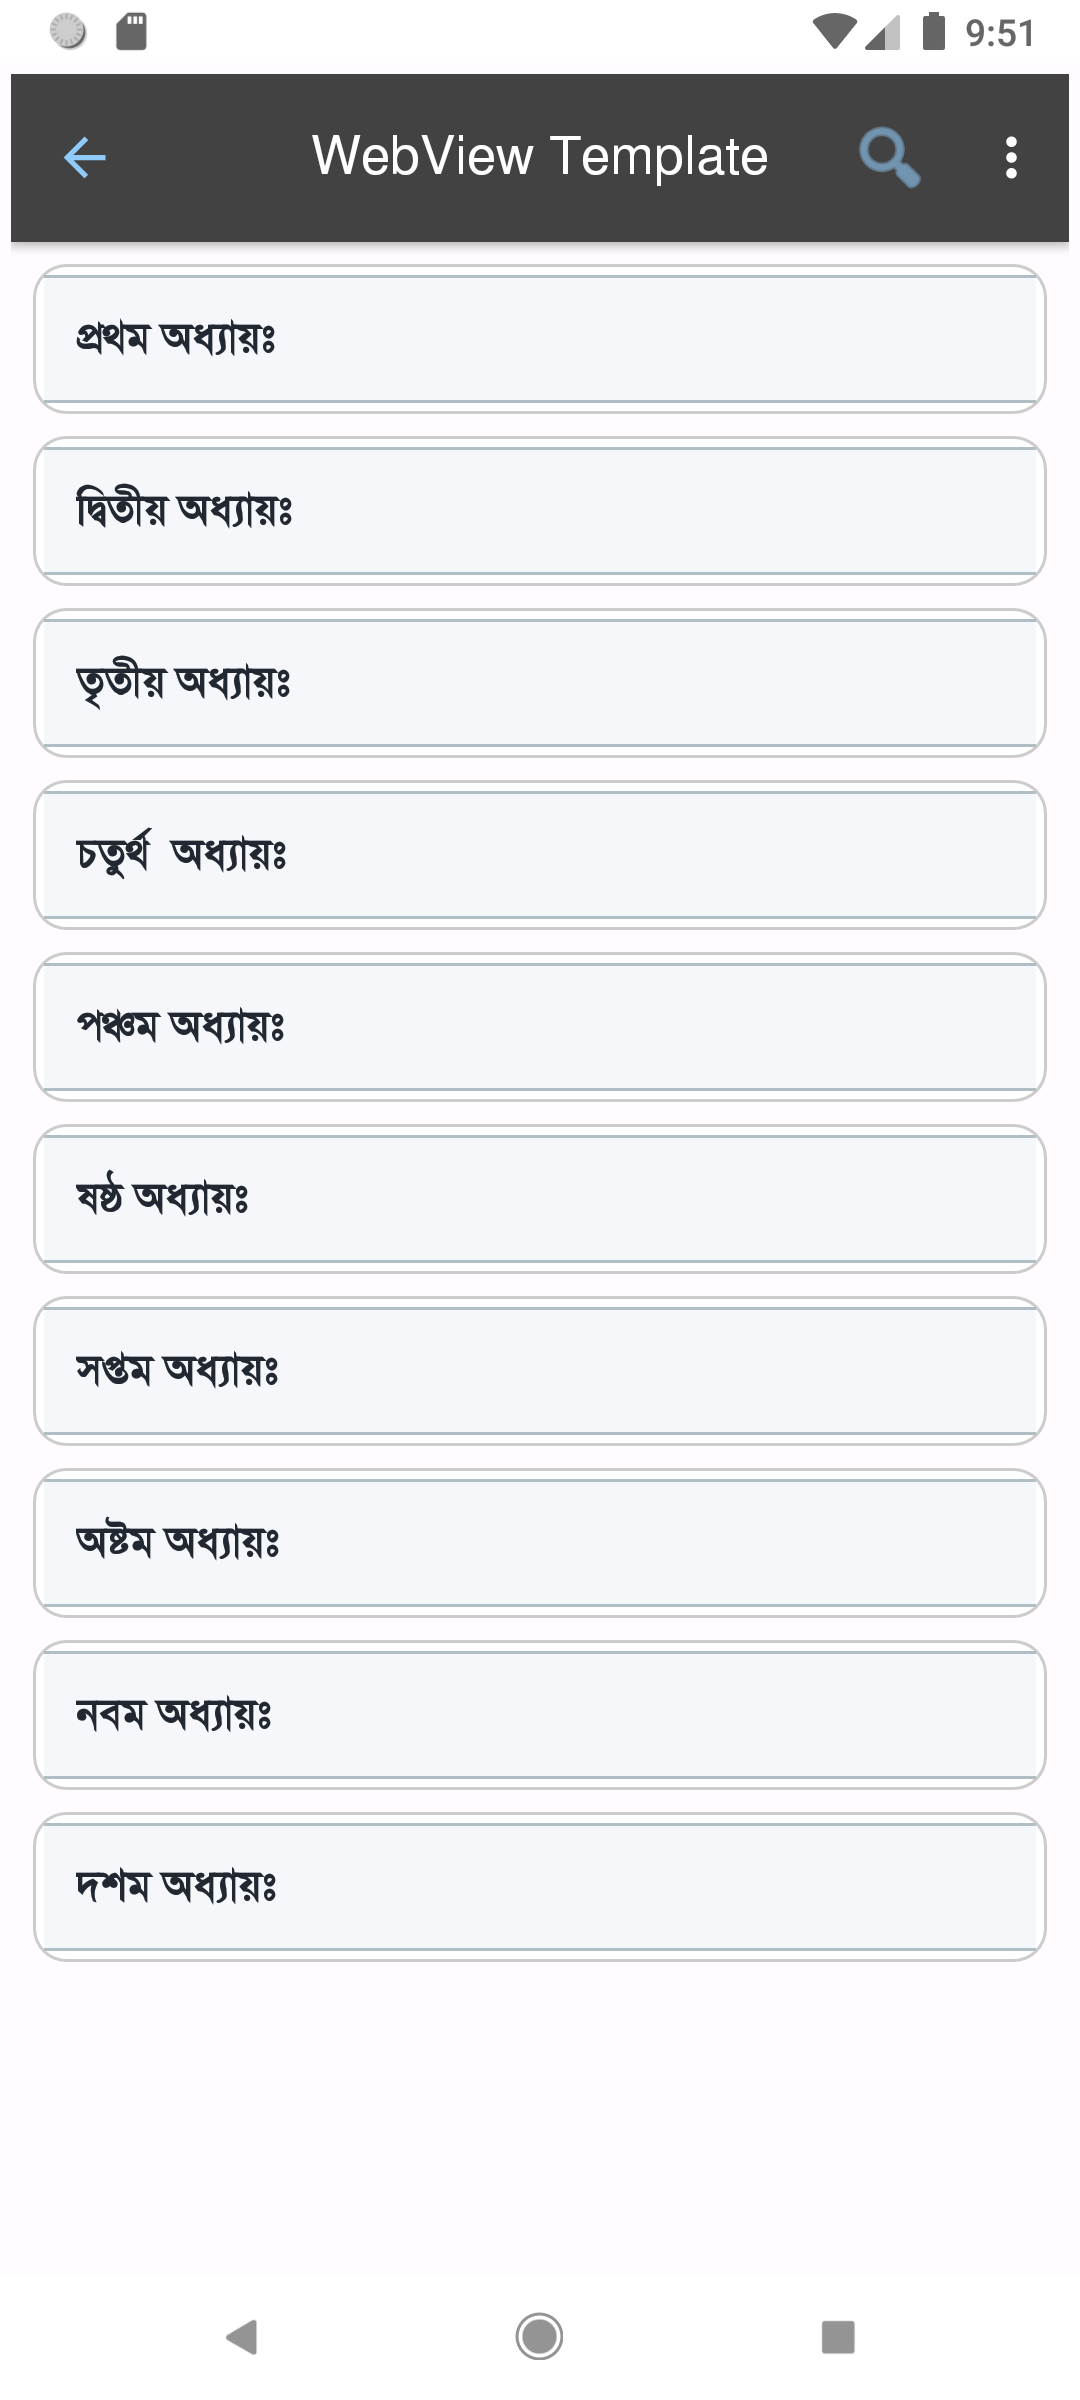 9:51
WebView Template
প্রথম অধ্যায়ঃ
দ্বিতীয় অধ্যায়ঃ
তৃতীয় অধ্যায়ঃ
চতুর্থ  অধ্যায়ঃ
পঞ্চম অধ্যায়ঃ
ষষ্ঠ অধ্যায়ঃ
সপ্তম অধ্যায়ঃ
অষ্টম অধ্যায়ঃ
নবম অধ্যায়ঃ
দশম অধ্যায়ঃ